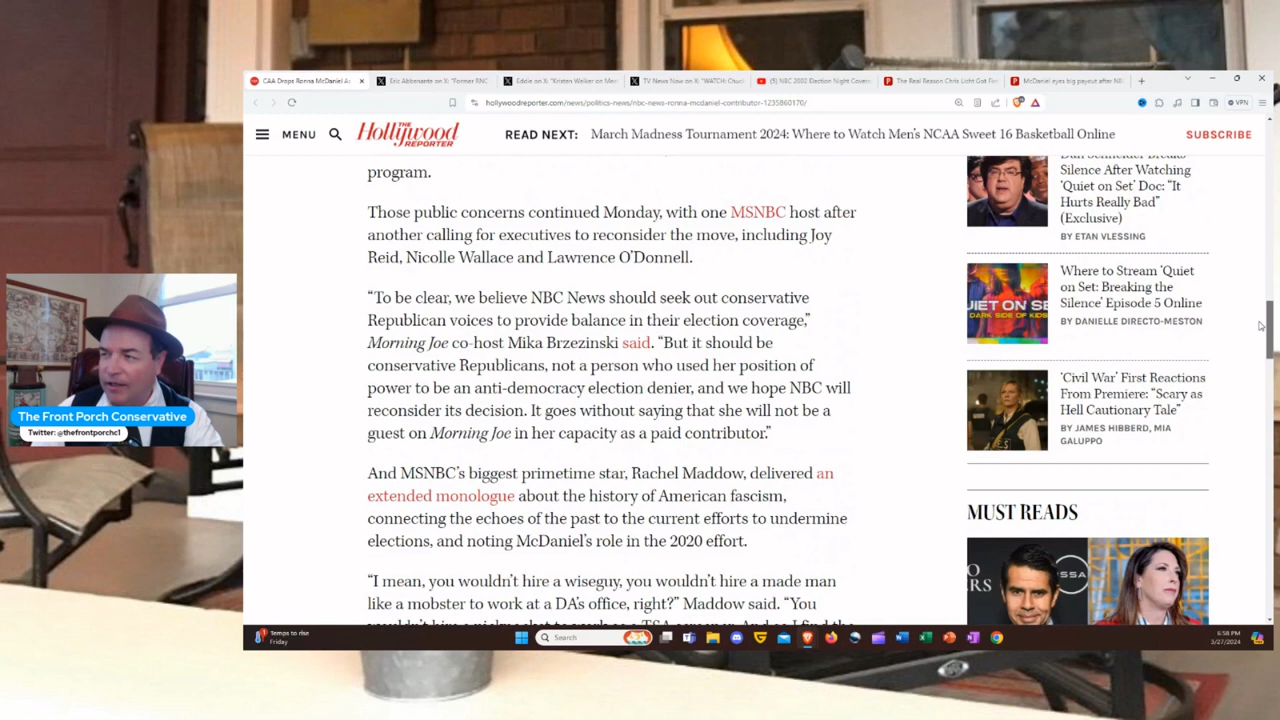 CAA Drops Ronna McDaniel A
Eric Abbenante on X: "Former RNC
Eddie on X: "Kristen Welker on Mee
TV News Now on X: "WATCH: Chuc
(5) NBC 2002 Election Night Covera
The Real Reason Chris Licht Got Fir
McDaniel eyes big payout after NB
hollywoodreporter.com/news/politics-news/nbc-news-ronna-mcdaniel-contributor-1235860170/
VPN
MENU
THE
Hollywood
REPORTER
READ NEXT: March Madness Tournament 2024: Where to Watch Men's NCAA Sweet 16 Basketball Online
SUBSCRIBE
program.
Those public concerns continued Monday, with one MSNBC host after
another calling for executives to reconsider the move, including Joy
Reid, Nicolle Wallace and Lawrence O'Donnell.
"To be clear, we believe NBC News should seek out conservative
Republican voices to provide balance in their election coverage,"
Morning Joe co-host Mika Brzezinski said. "But it should be
conservative Republicans, not a person who used her position of
power to be an anti-democracy election denier, and we hope NBC will
reconsider its decision. It goes without saying that she will not be a
guest on Morning Joe in her capacity as a paid contributor."
And MSNBC's biggest primetime star, Rachel Maddow, delivered an
extended monologue about the history of American fascism,
connecting the echoes of the past to the current efforts to undermine
elections, and noting McDaniel's role in the 2020 effort.
"I mean, you wouldn't hire a wiseguy, you wouldn't hire a made man
like a mobster to work at a DA's office, right?" Maddow said. "You
Dan Schneider Breaks
Silence After Watching
'Quiet on Set' Doc: "It
Hurts Really Bad"
(Exclusive)
BY ETAN VLESSING
Where to Stream 'Quiet
on Set: Breaking the
Silence' Episode 5 Online
BY DANIELLE DIRECTO-MESTON
'Civil War' First Reactions
From Premiere: "Scary as
Hell Cautionary Tale"
BY JAMES HIBBERD, MIA
GALUPPO
MUST READS
The Front Porch Conservative
Twitter: @thefrontporchc1
Temps to rise
Friday
Search
6:58 PM
3/27/2024